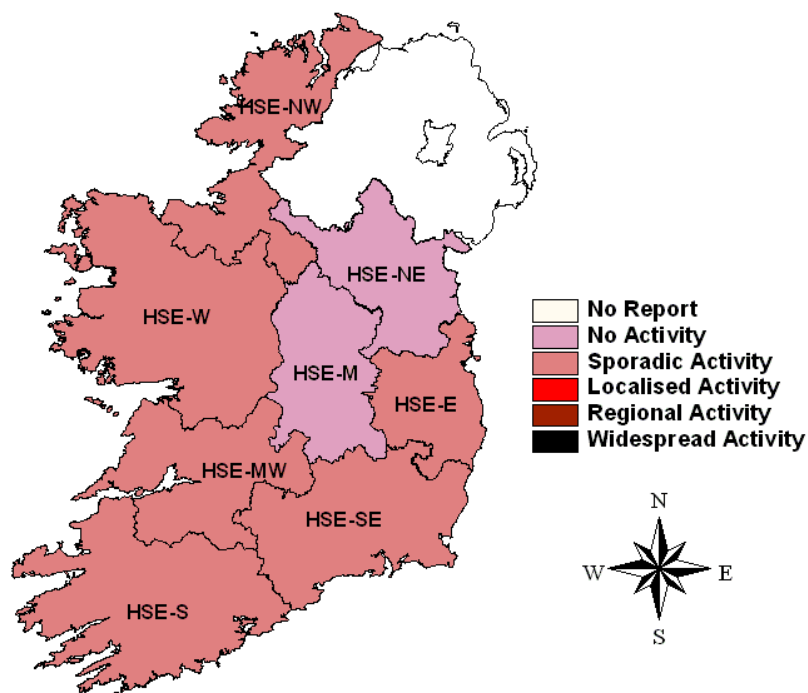 HSE-NW
HSE-NE
HSE-W
HSE-M
HSE-E
HSE-MW
HSE-SE
HSE-S
No Report
No Activity
Sporadic Activity
Localised Activity
Regional Activity
Widespread Activity
N
W E
S